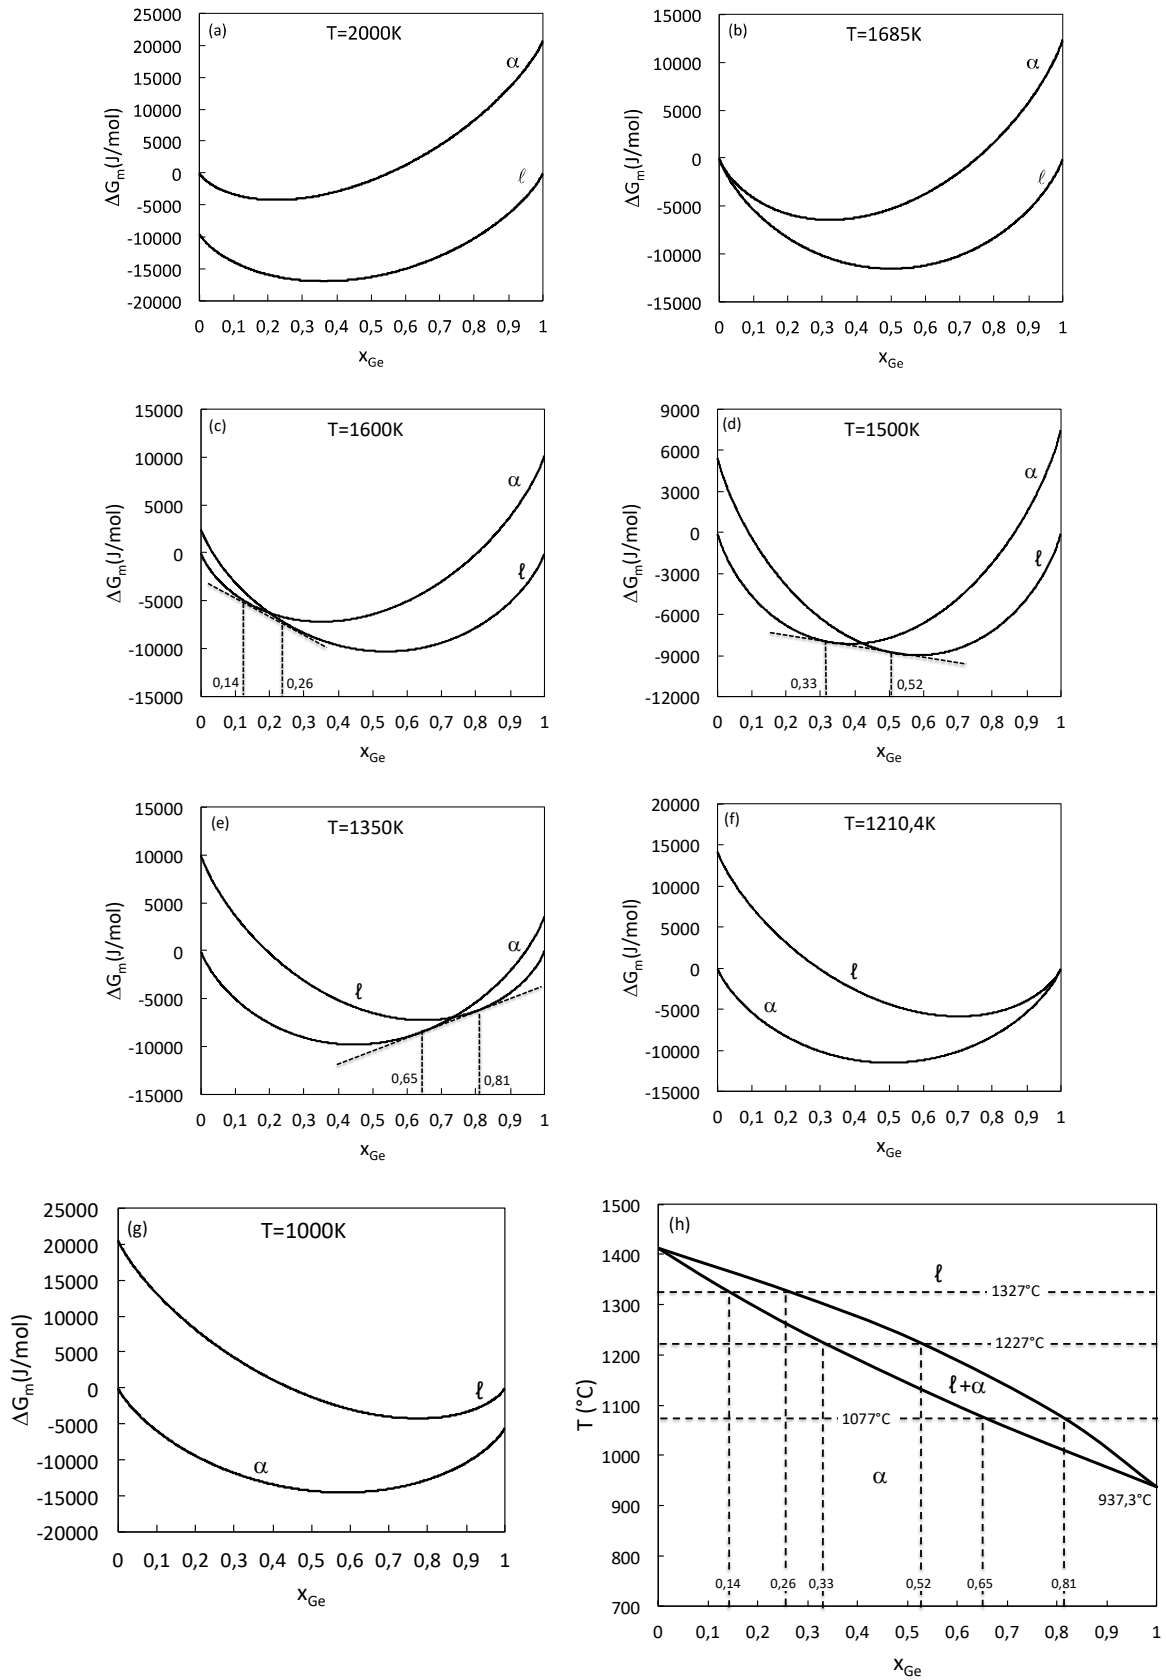 (a)
T=2000K
25000
20000
15000
10000
5000
0
-5000
-10000
-15000
-20000
ΔGm(J/mol)
α
ℓ
0 0,1 0,2 0,3 0,4 0,5 0,6 0,7 0,8 0,9 1
xGe
(b)
T=1685K
15000
10000
5000
0
-5000
-10000
-15000
ΔGm(J/mol)
α
ℓ
0 0,1 0,2 0,3 0,4 0,5 0,6 0,7 0,8 0,9 1
xGe
(c)
T=1600K
15000
10000
5000
0
-5000
-10000
-15000
ΔGm(J/mol)
α
ℓ
0,14 0,26
0 0,1 0,2 0,3 0,4 0,5 0,6 0,7 0,8 0,9 1
xGe
(d)
T=1500K
9000
6000
3000
0
-3000
-6000
-9000
-12000
ΔGm(J/mol)
α
ℓ
0,33 0,52
0 0,1 0,2 0,3 0,4 0,5 0,6 0,7 0,8 0,9 1
xGe
(e)
T=1350K
15000
10000
5000
0
-5000
-10000
-15000
ΔGm(J/mol)
α
ℓ
0,65 0,81
0 0,1 0,2 0,3 0,4 0,5 0,6 0,7 0,8 0,9 1
xGe
(f)
T=1210,4K
20000
15000
10000
5000
0
-5000
-10000
-15000
ΔGm(J/mol)
ℓ
α
0 0,1 0,2 0,3 0,4 0,5 0,6 0,7 0,8 0,9 1
xGe
(g)
T=1000K
25000
20000
15000
10000
5000
0
-5000
-10000
-15000
-20000
ΔGm(J/mol)
ℓ
α
0 0,1 0,2 0,3 0,4 0,5 0,6 0,7 0,8 0,9 1
xGe
(h)
1500
1400
1300
1200
1100
1000
900
800
700
T (°C)
ℓ
1327°C
1227°C
ℓ+α
1077°C
α
937,3°C
0,14 0,26 0,33 0,52 0,65 0,81
0 0,1 0,2 0,3 0,4 0,5 0,6 0,7 0,8 0,9 1
xGe